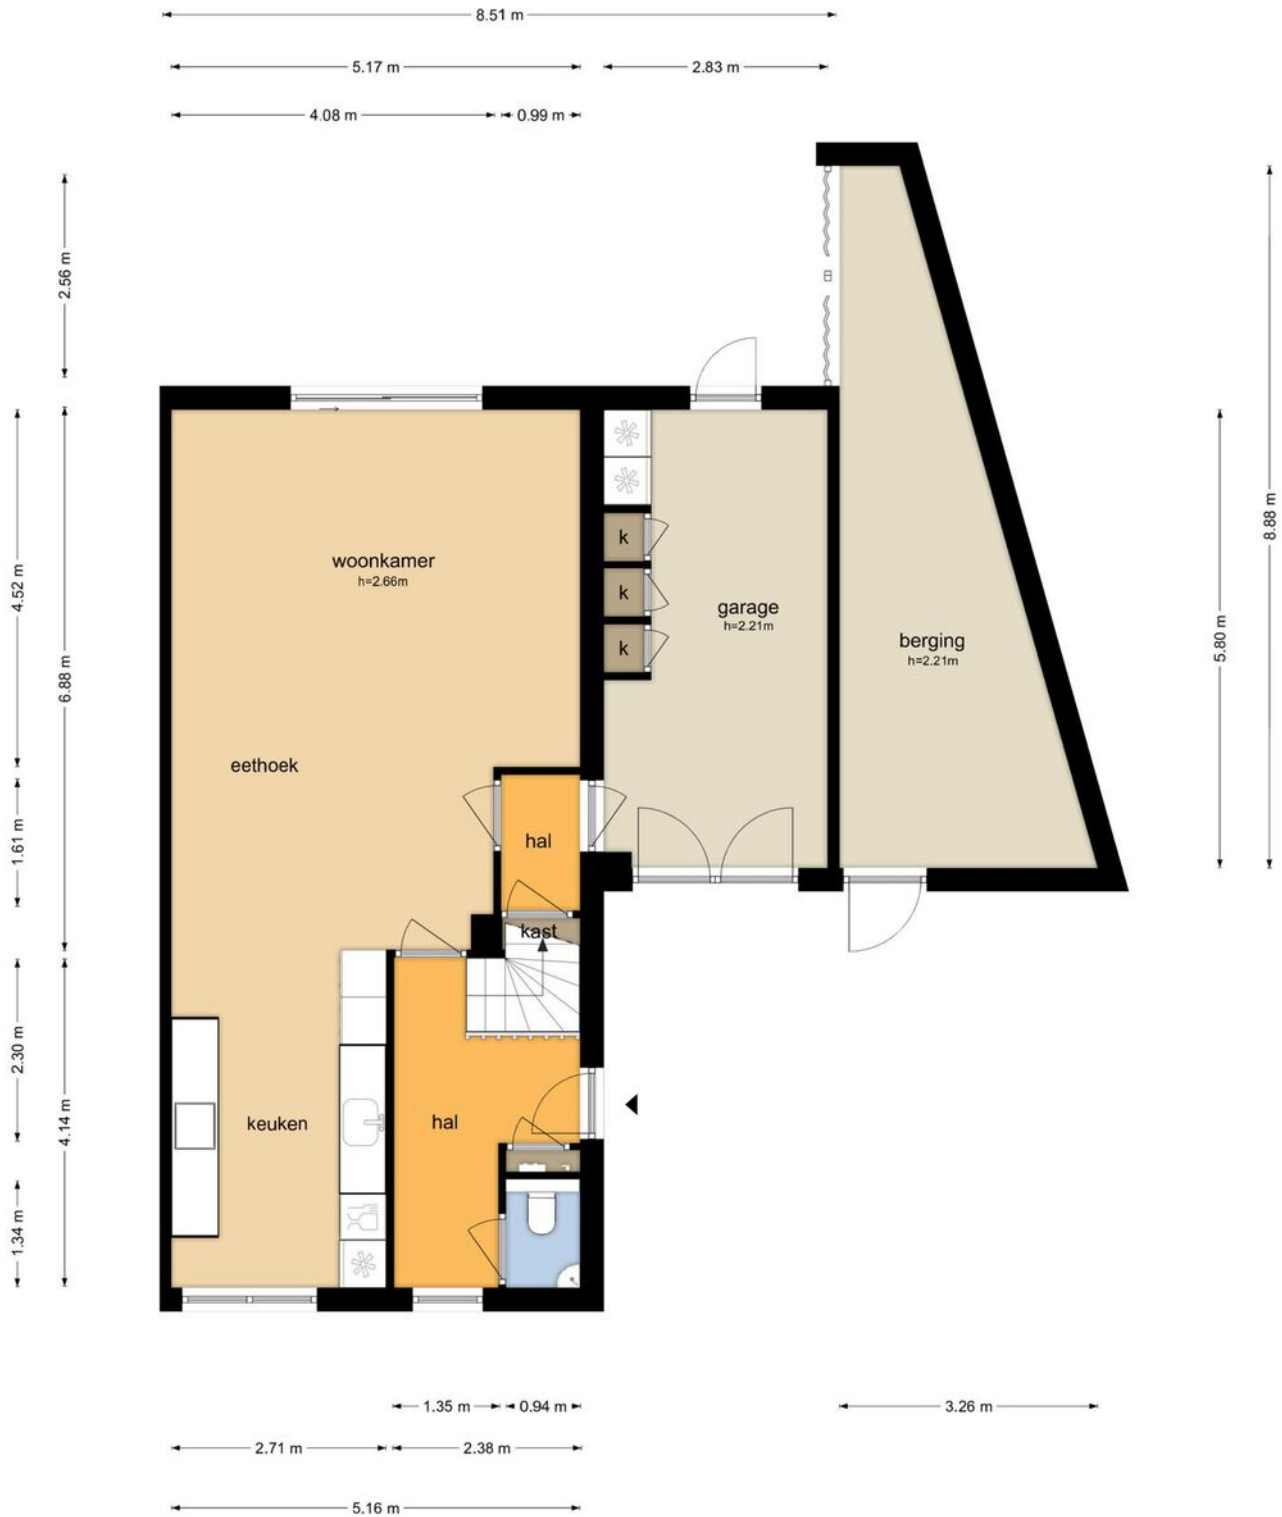 8.51 m
5.17 m
2.83 m
4.08 m
0.99 m
2.56 m
8.88 m
4.52 m
6.88 m
5.80 m
1.61 m
2.30 m
4.14 m
1.34 m
woonkamer
h=2.66m
k
k
k
garage
h=2.21m
berging
h=2.21m
eethoek
hal
kast
keuken
hal
1.35 m
0.94 m
3.26 m
2.71 m
2.38 m
5.16 m